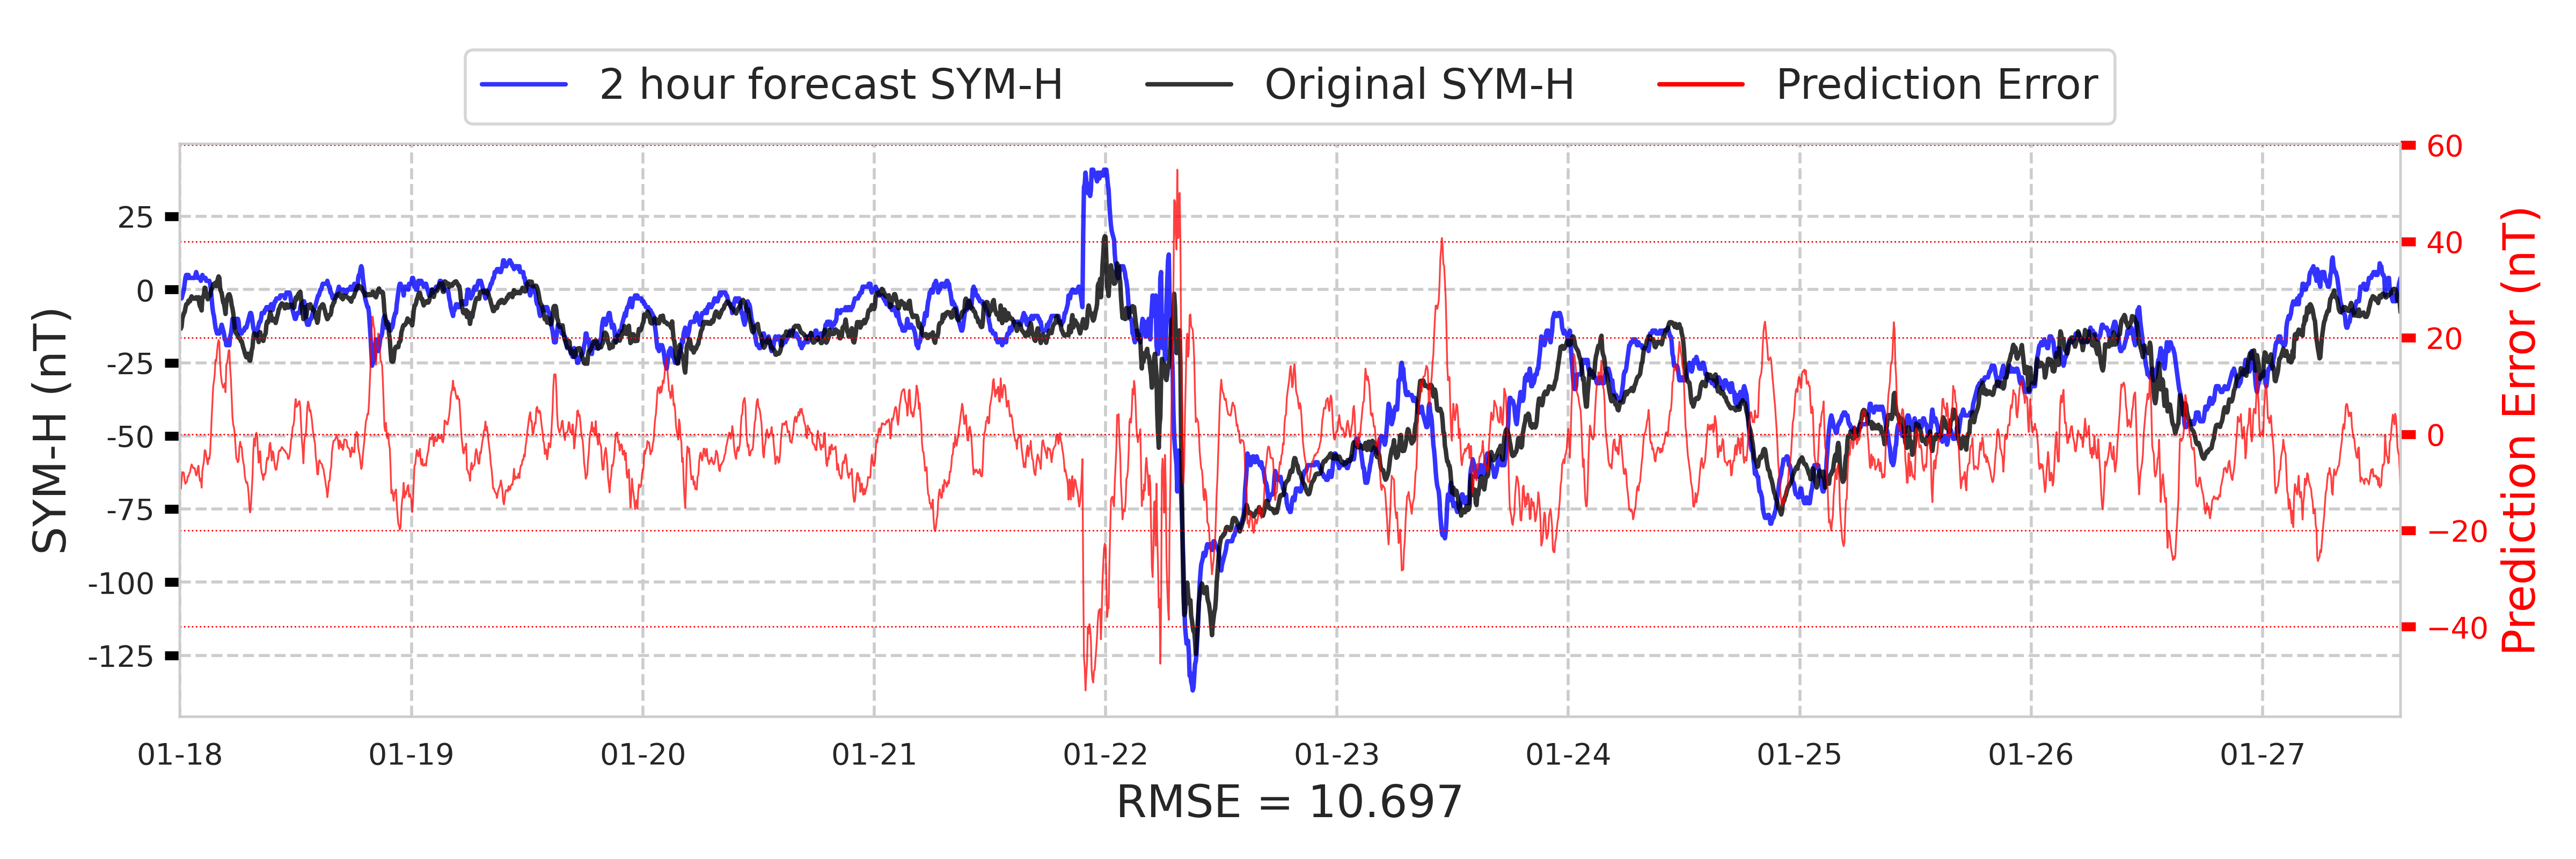 2 hour forecast SYM-H Original SYM-H Prediction Error
SYM-H (nT)
25
0
-25
-50
-75
-100
-125
60
40
20
0
−20
−40
Prediction Error (nT)
01-18 01-19 01-20 01-21 01-22 01-23 01-24 01-25 01-26 01-27
RMSE = 10.697